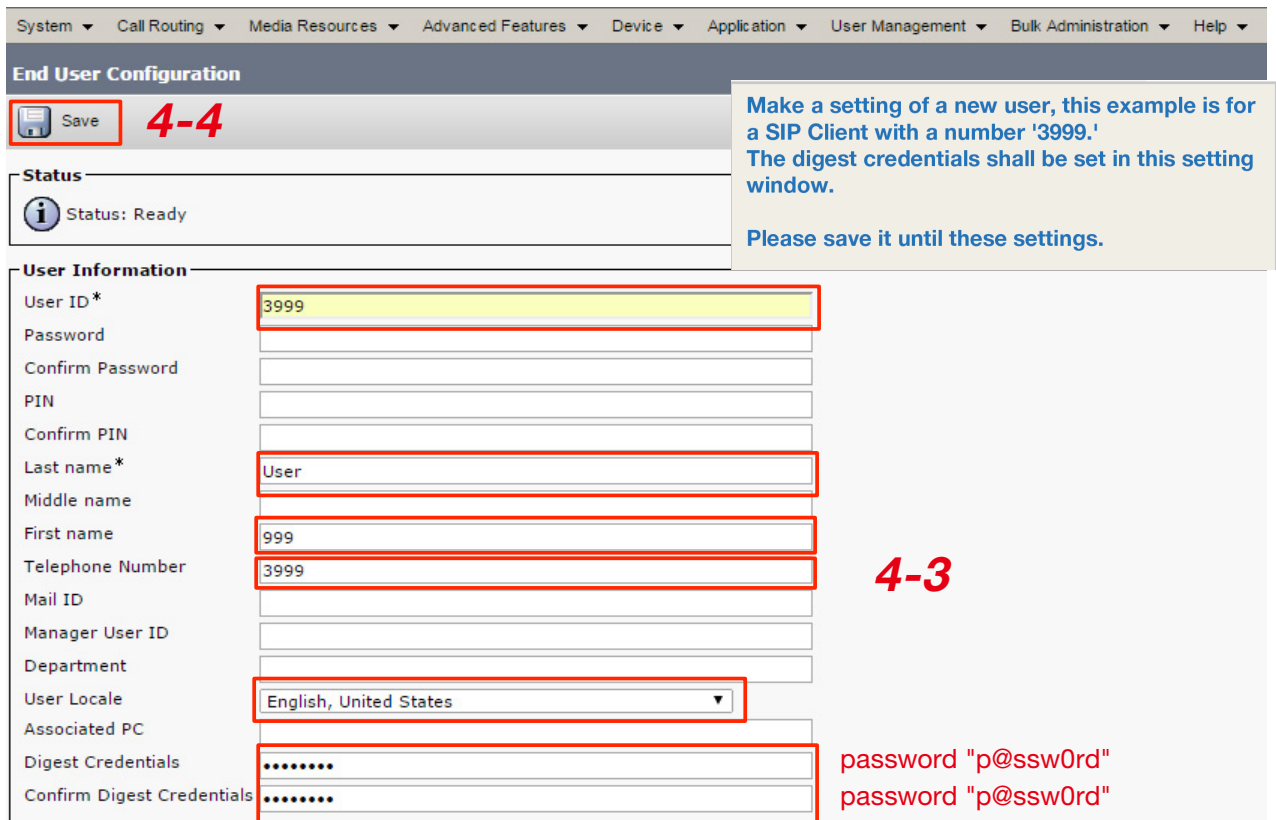 System Call Routing Media Resources Advanced Features Device Application User Management Bulk Administration Help
End User Configuration
Save 4-4
Make a setting of a new user, this example is for
a SIP Client with a number '3999.'
The digest credentials shall be set in this setting
window.
Please save it until these settings.
Status
i Status: Ready
User Information
User ID* 3999
Password
Confirm Password
PIN
Confirm PIN
Last name* User
Middle name
First name 999
Telephone Number 3999
4-3
Mail ID
Manager User ID
Department
User Locale English, United States
Associated PC
Digest Credentials •••••••• password "p@ssw0rd"
Confirm Digest Credentials •••••••• password "p@ssw0rd"